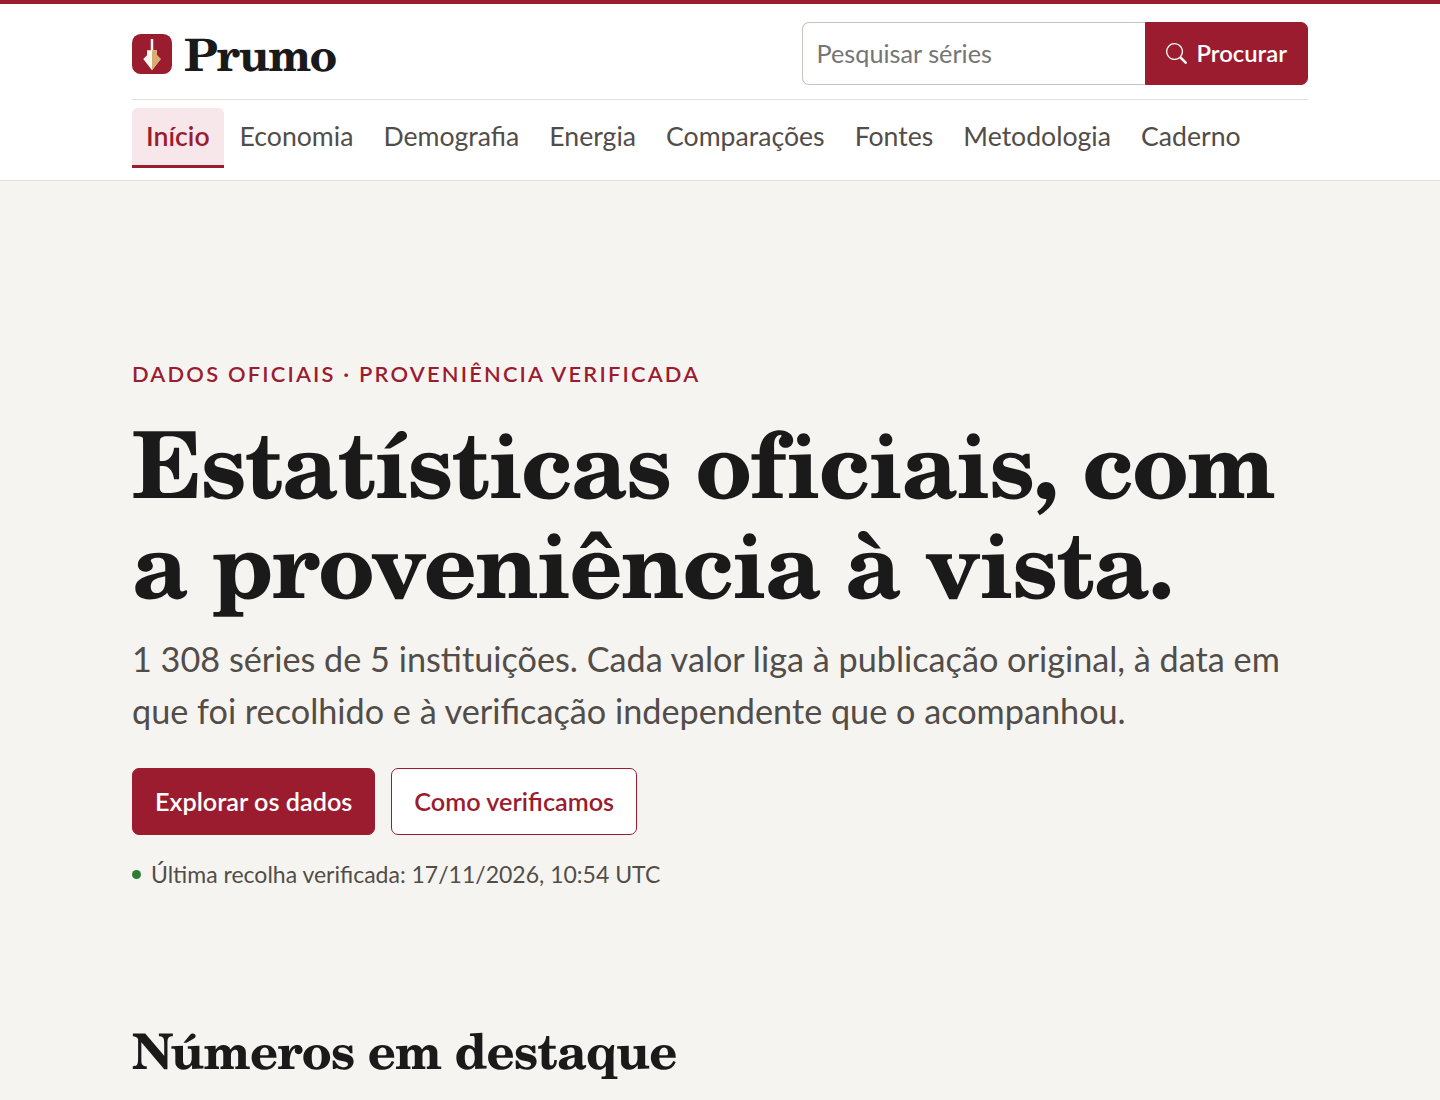 Prumo
Pesquisar séries
Procurar
Início Economia Demografia Energia Comparações Fontes Metodologia Caderno
DADOS OFICIAIS · PROVENIÊNCIA VERIFICADA
Estatísticas oficiais, com
a proveniência à vista.
1 308 séries de 5 instituições. Cada valor liga à publicação original, à data em
que foi recolhido e à verificação independente que o acompanhou.
Explorar os dados Como verificamos
Última recolha verificada: 17/11/2026, 10:54 UTC
Números em destaque